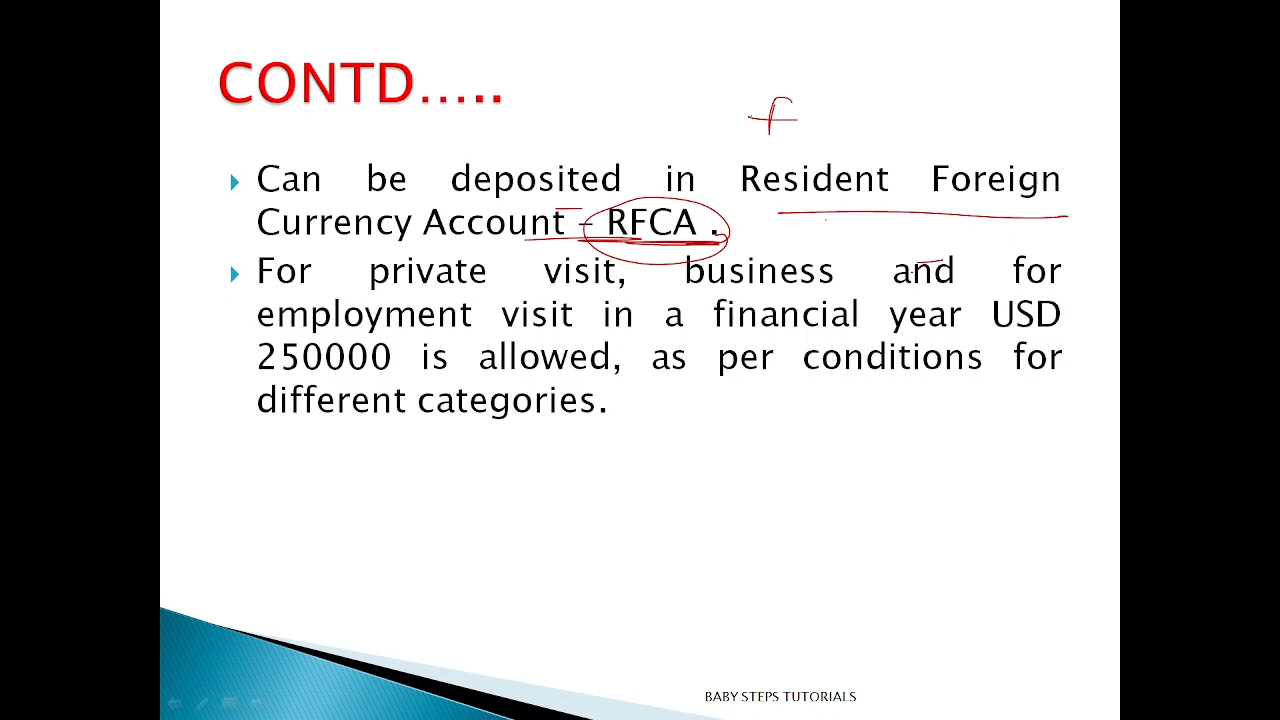 CONTD…..
f
Can be deposited in Resident Foreign
Currency Account – RFCA .
For private visit, business and for
employment visit in a financial year USD
250000 is allowed, as per conditions for
different categories.
BABY STEPS TUTORIALS